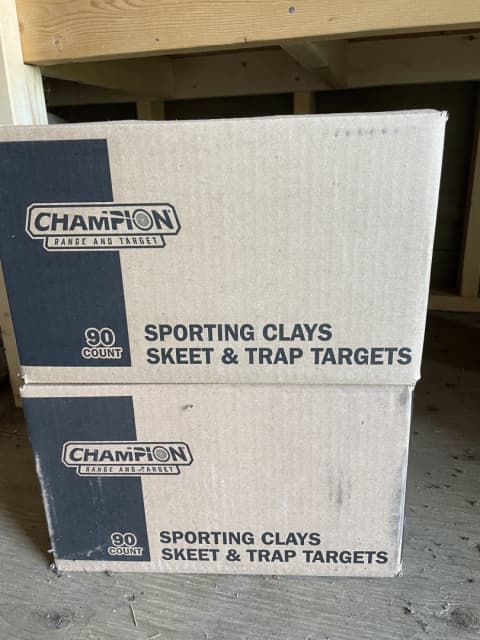 CHAMPION
RANGE AND TARGET
90
COUNT
SPORTING CLAYS
SKEET & TRAP TARGETS
CHAMPION
RANGE AND TARGET
90
COUNT
SPORTING CLAYS
SKEET & TRAP TARGETS